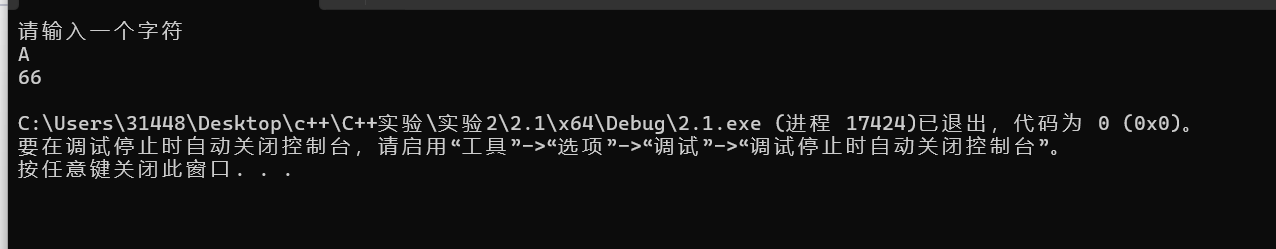 请输入一个字符
A
66
C:\Users\31448\Desktop\c++\C++实验\实验2\2.1\x64\Debug\2.1.exe (进程 17424)已退出，代码为 0 (0x0)。
要在调试停止时自动关闭控制台，请启用“工具”->“选项”->“调试”->“调试停止时自动关闭控制台”。
按任意键关闭此窗口. . .